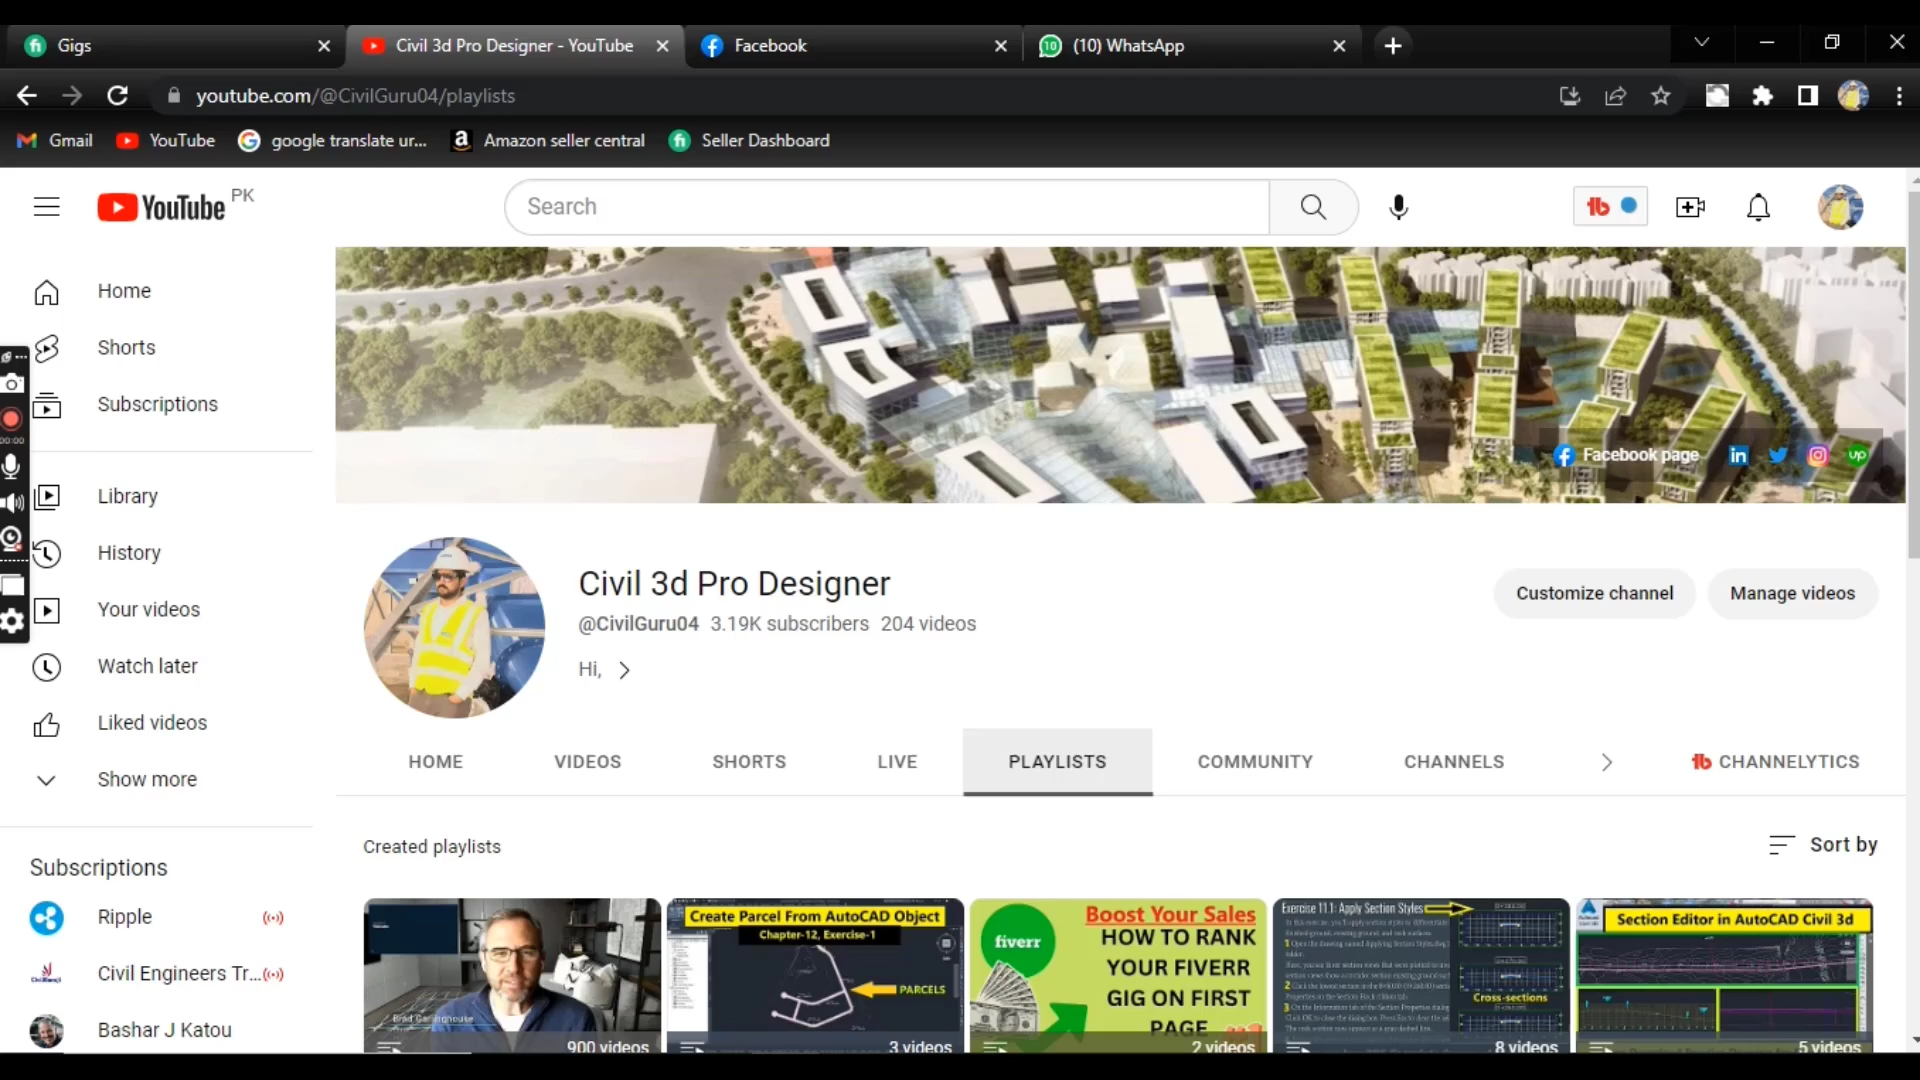 Gigs
Civil 3d Pro Designer - YouTube
Facebook
(10) WhatsApp
youtube.com/@CivilGuru04/playlists
Gmail
YouTube
google translate ur...
Amazon seller central
Seller Dashboard
YouTube PK
Search
Home
Shorts
Subscriptions
Library
History
Your videos
Watch later
Liked videos
Show more
Subscriptions
Ripple
Civil Engineers Tr...
Bashar J Katou
00:00
Facebook page
in
up
Civil 3d Pro Designer
@CivilGuru04 3.19K subscribers 204 videos
Hi,
Customize channel
Manage videos
HOME
VIDEOS
SHORTS
LIVE
PLAYLISTS
COMMUNITY
CHANNELS
CHANNELYTICS
Created playlists
Sort by
Brad Garlinghouse
900 videos
Create Parcel From AutoCAD Object
Chapter-12, Exercise-1
PARCELS
3 videos
fiverr
Boost Your Sales
HOW TO RANK
YOUR FIVERR
GIG ON FIRST
PAGE
2 videos
Exercise 11.1: Apply Section Styles
Cross-sections
8 videos
Section Editor in AutoCAD Civil 3d
5 videos